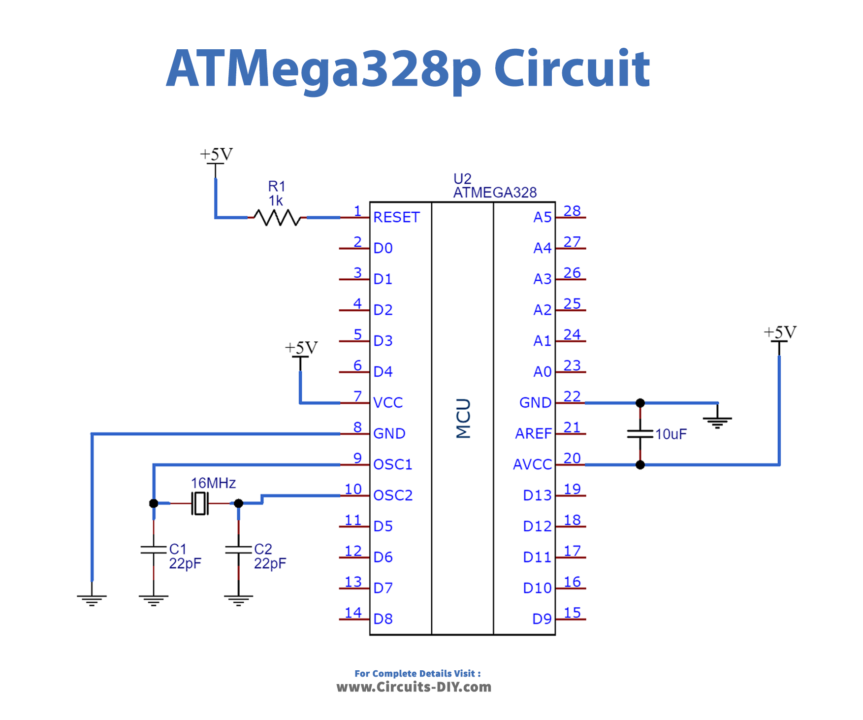 ATMega328p Circuit
+5V
R1
1k
U2
ATMEGA328
1 RESET
2 D0
3 D1
4 D2
5 D3
6 D4
+5V
7 VCC
8 GND
9 OSC1
10 OSC2
11 D5
12 D6
13 D7
14 D8
MCU
A5 28
A4 27
A3 26
A2 25
A1 24
A0 23
GND 22
AREF 21
AVCC 20
D13 19
D12 18
D11 17
D10 16
D9 15
+5V
10uF
16MHz
C1
22pF
C2
22pF
For Complete Details Visit :
www.Circuits-DIY.com